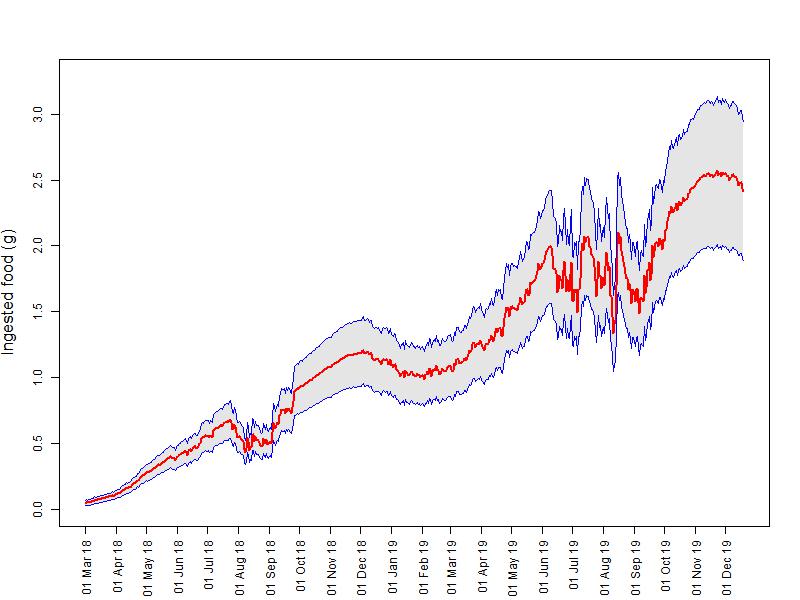 Ingested food (g)
3.0
2.5
2.0
1.5
1.0
0.5
0.0
01 Mar 18
01 Apr 18
01 May 18
01 Jun 18
01 Jul 18
01 Aug 18
01 Sep 18
01 Oct 18
01 Nov 18
01 Dec 18
01 Jan 19
01 Feb 19
01 Mar 19
01 Apr 19
01 May 19
01 Jun 19
01 Jul 19
01 Aug 19
01 Sep 19
01 Oct 19
01 Nov 19
01 Dec 19